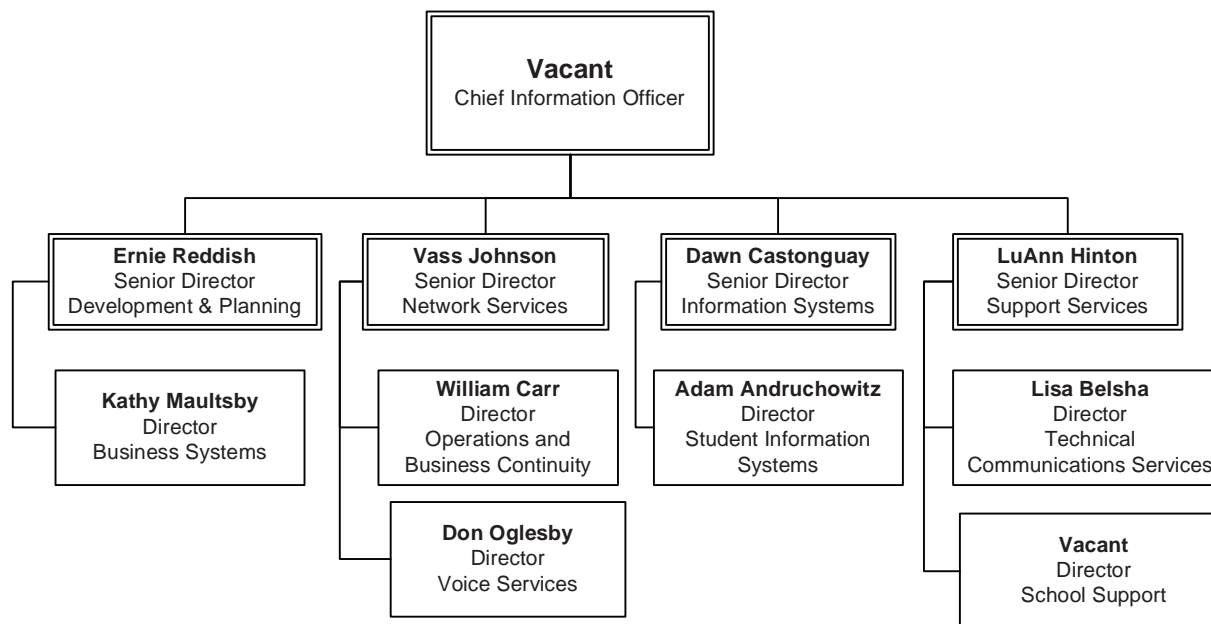 Vacant
Chief Information Officer
Ernie Reddish
Senior Director
Development & Planning
Vass Johnson
Senior Director
Network Services
Dawn Castonguay
Senior Director
Information Systems
LuAnn Hinton
Senior Director
Support Services
Kathy Maultsby
Director
Business Systems
William Carr
Director
Operations and
Business Continuity
Adam Andruchowitz
Director
Student Information
Systems
Lisa Belsha
Director
Technical
Communications Services
Don Oglesby
Director
Voice Services
Vacant
Director
School Support